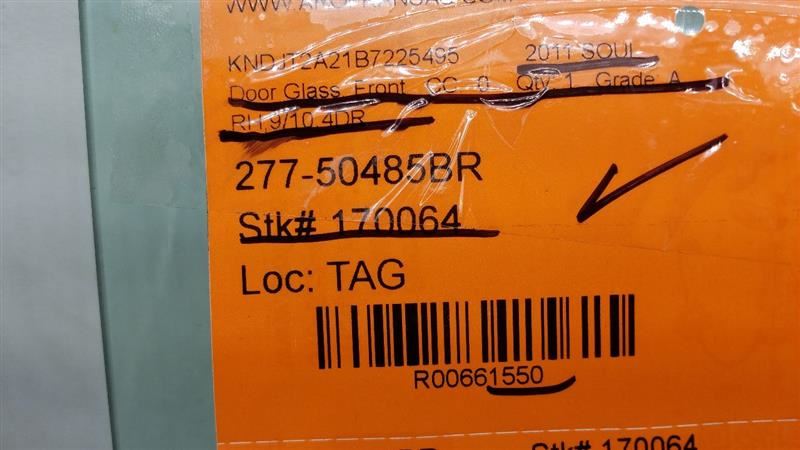 KNDJT2A21B7225495 2011 SOUL
Door Glass Front CC 0 Qty 1 Grade A
RH,9/10,4DR
277-50485BR
Stk# 170064
Loc: TAG
R00661550
Stk# 170064